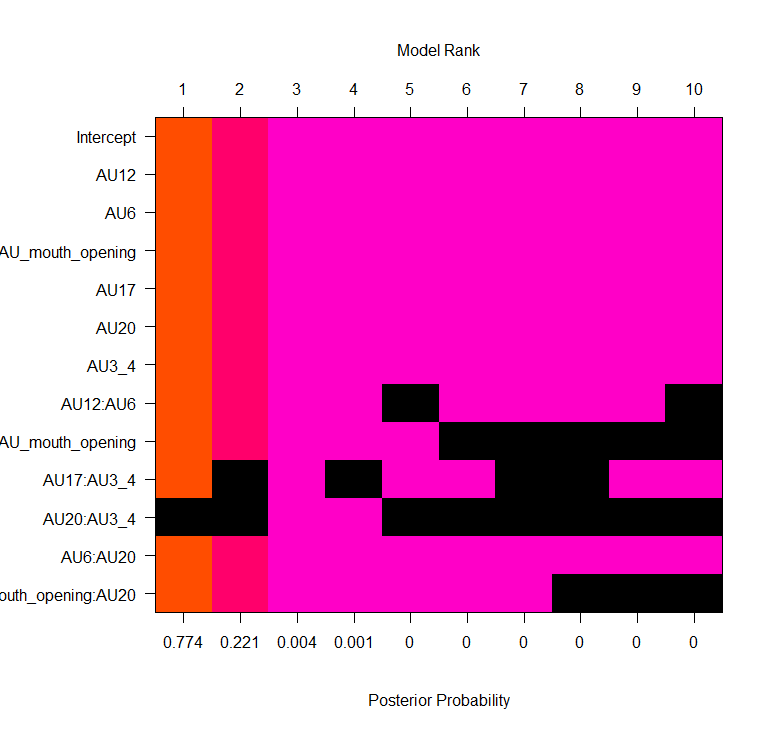 Model Rank
1 2 3 4 5 6 7 8 9 10
Intercept
AU12
AU6
AU_mouth_opening
AU17
AU20
AU3_4
AU12:AU6
AU_mouth_opening
AU17:AU3_4
AU20:AU3_4
AU6:AU20
outh_opening:AU20
0.774 0.221 0.004 0.001 0 0 0 0 0 0
Posterior Probability